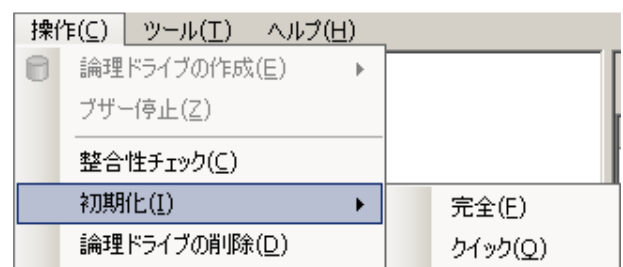 操作(C) ツール(T) ヘルプ(H)
論理ドライブの作成(E)
ブザー停止(Z)
整合性チェック(C)
初期化(I)
完全(F)
論理ドライブの削除(D)
クイック(Q)